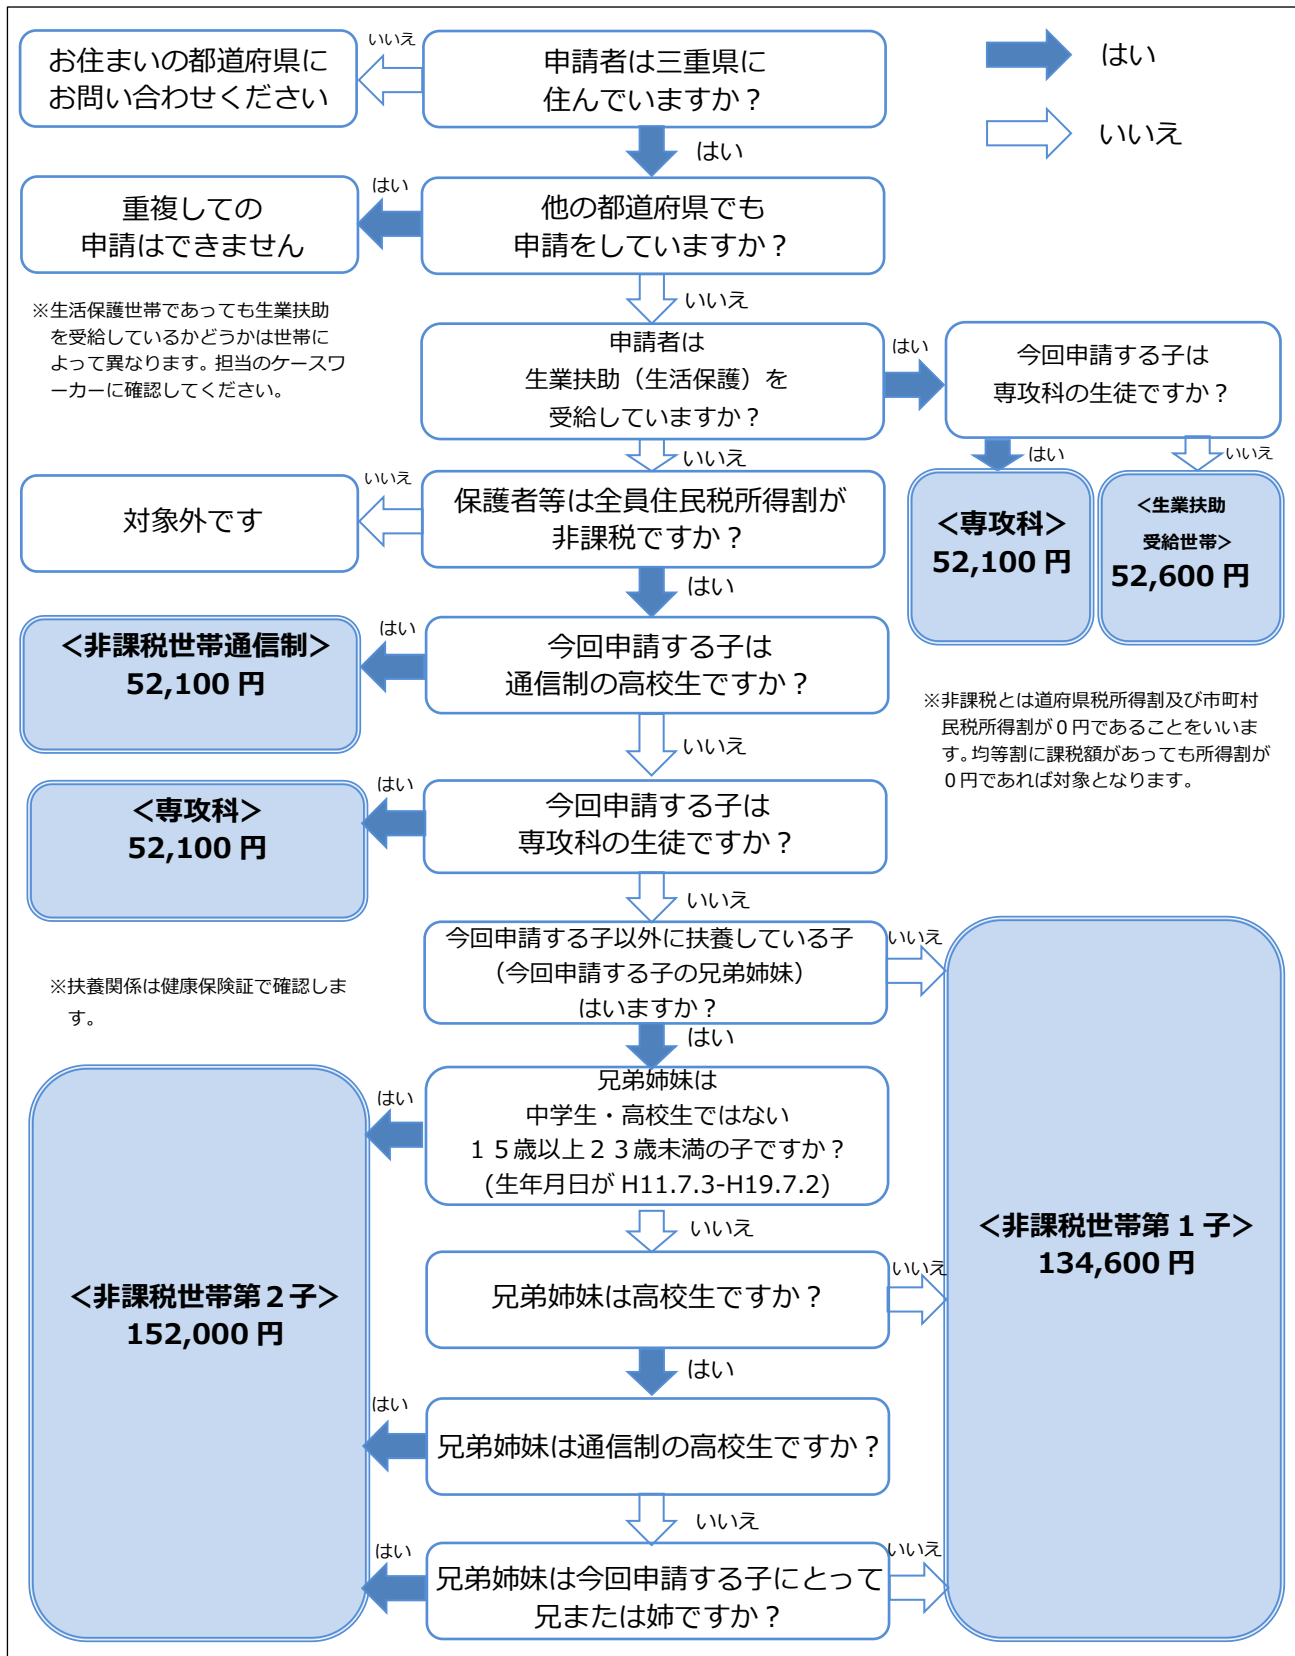 いいえ
お住まいの都道府県に
お問い合わせください
申請者は三重県に
住んでいますか？
はい
いいえ
はい
はい
重複しての
申請はできません
他の都道府県でも
申請をしていますか？
いいえ
※生活保護世帯であっても生業扶助
を受給しているかどうかは世帯に
よって異なります。担当のケースワ
ーカーに確認してください。
申請者は
生業扶助（生活保護）を
受給していますか？
はい
今回申請する子は
専攻科の生徒ですか？
いいえ
はい
いいえ
いいえ
対象外です
保護者等は全員住民税所得割が
非課税ですか？
＜専攻科＞
52,100 円
＜生業扶助
受給世帯＞
52,600 円
はい
はい
＜非課税世帯通信制＞
52,100 円
今回申請する子は
通信制の高校生ですか？
※非課税とは道府県税所得割及び市町村
民税所得割が０円であることをいいま
す。均等割に課税額があっても所得割が
０円であれば対象となります。
いいえ
はい
＜専攻科＞
52,100 円
今回申請する子は
専攻科の生徒ですか？
いいえ
今回申請する子以外に扶養している子
（今回申請する子の兄弟姉妹）
はいますか？
いいえ
※扶養関係は健康保険証で確認しま
す。
はい
はい
兄弟姉妹は
中学生・高校生ではない
１５歳以上２３歳未満の子ですか？
(生年月日が H11.7.3-H19.7.2)
いいえ
＜非課税世帯第１子＞
134,600 円
＜非課税世帯第２子＞
152,000 円
兄弟姉妹は高校生ですか？
いいえ
はい
はい
兄弟姉妹は通信制の高校生ですか？
いいえ
はい
兄弟姉妹は今回申請する子にとって
兄または姉ですか？
いいえ